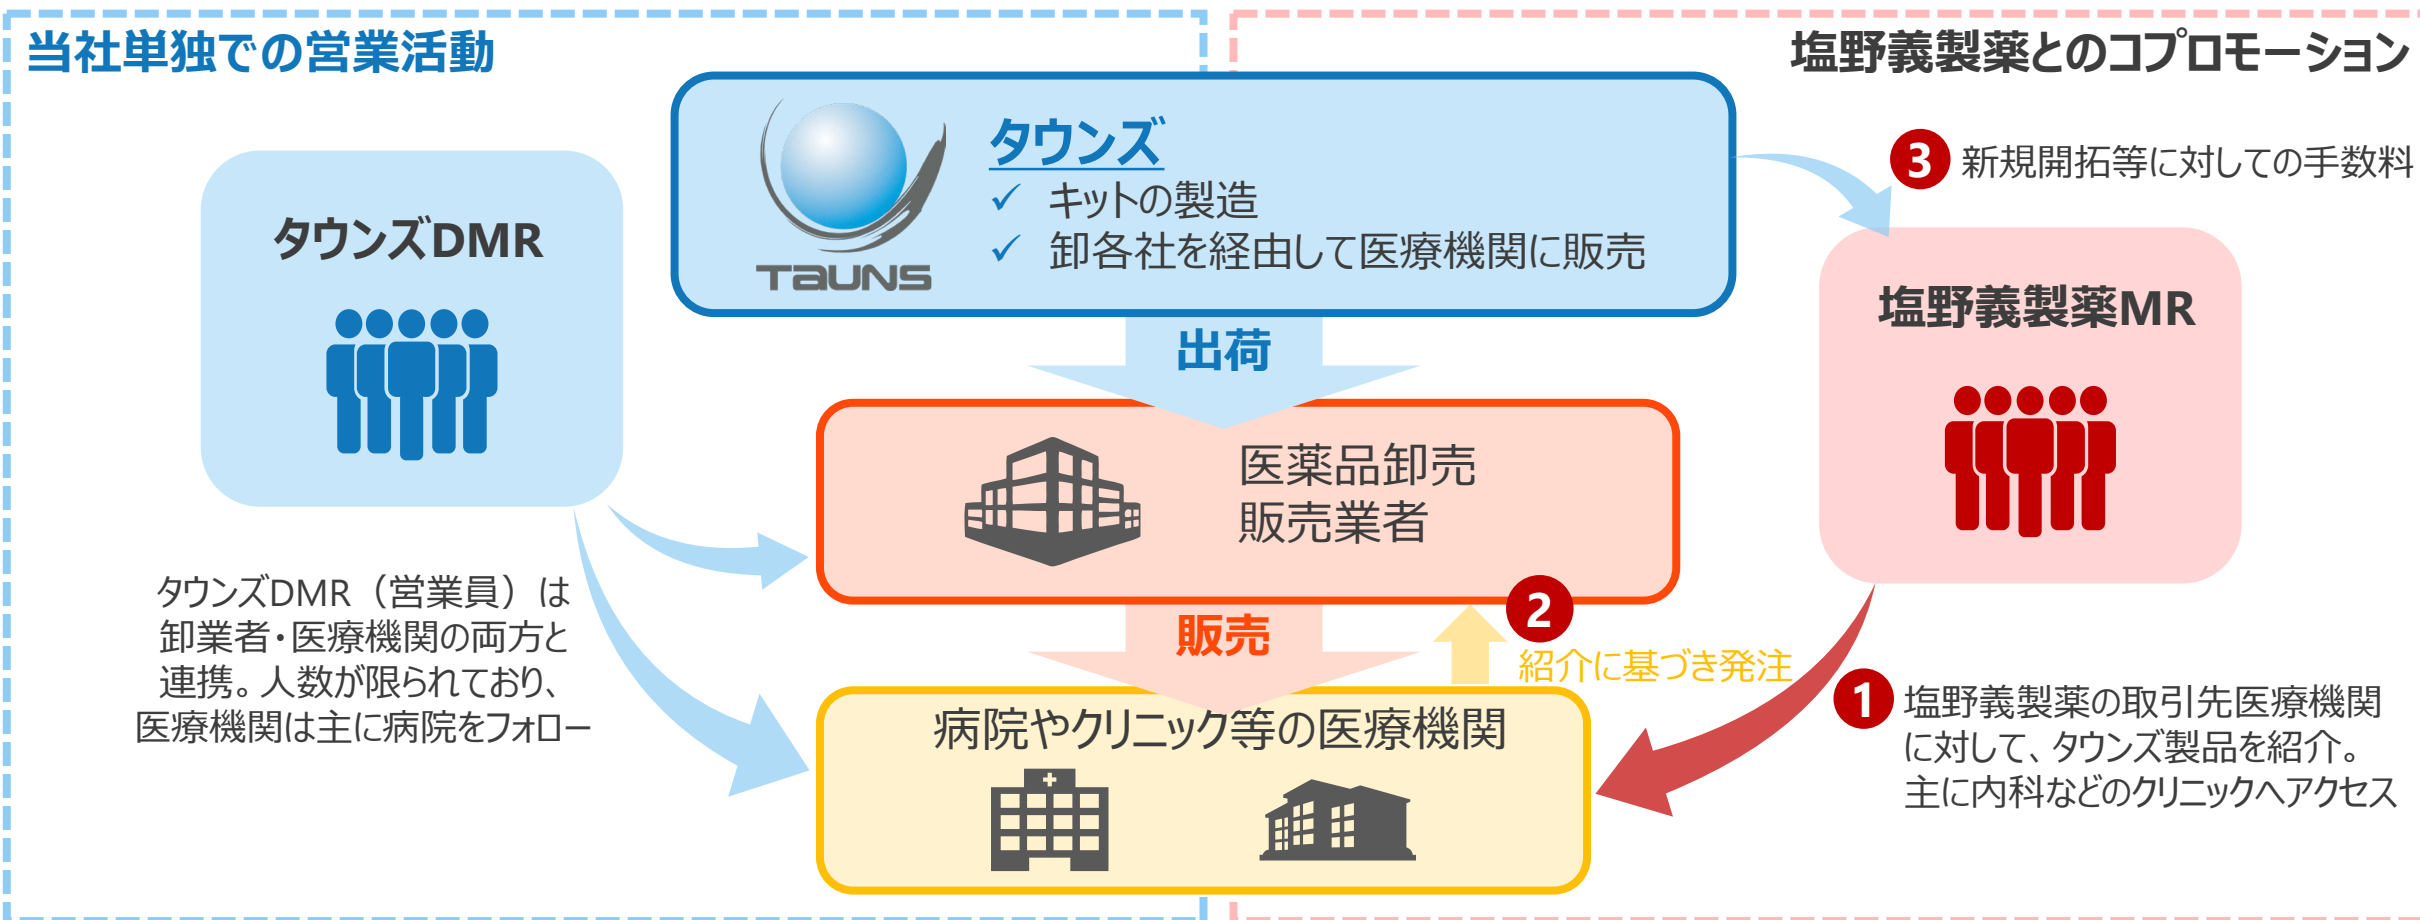 当社単独での営業活動
塩野義製薬とのコプロモーション
タウンズ
✓ キットの製造
✓ 卸各社を経由して医療機関に販売
TAUNS
3 新規開拓等に対しての手数料
タウンズDMR
塩野義製薬MR
出荷
医薬品卸売
販売業者
タウンズDMR（営業員）は
卸業者・医療機関の両方と
連携。人数が限られており、
医療機関は主に病院をフォロー
販売
2
紹介に基づき発注
1 塩野義製薬の取引先医療機関
に対して、タウンズ製品を紹介。
主に内科などのクリニックへアクセス
病院やクリニック等の医療機関